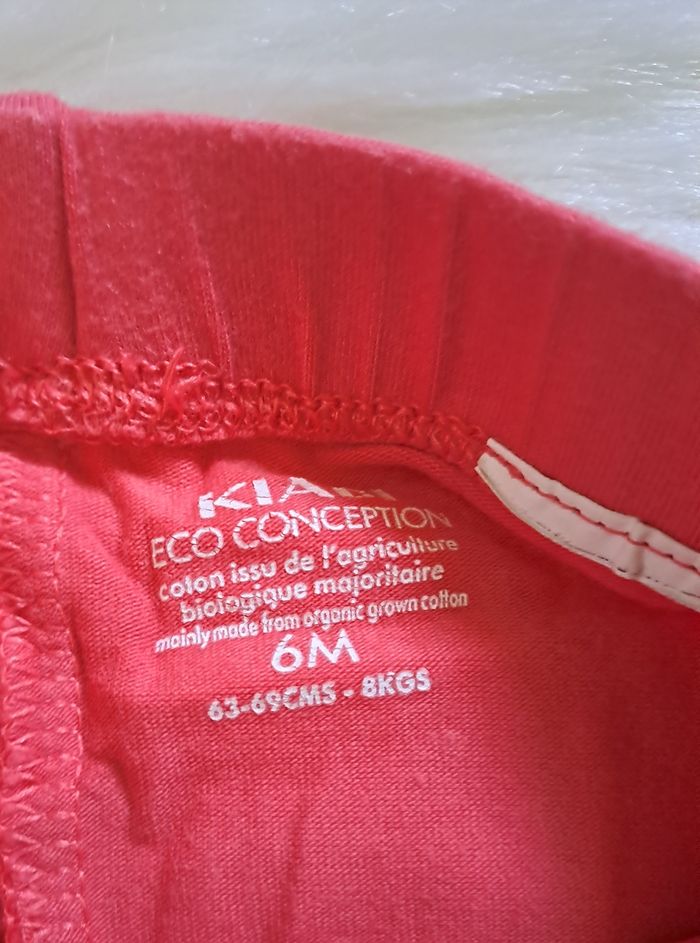 KIABI
ECO CONCEPTION
coton issu de l'agriculture
biologique majoritaire
mainly made from organic grown cotton
6M
63-69CMS - 8KGS